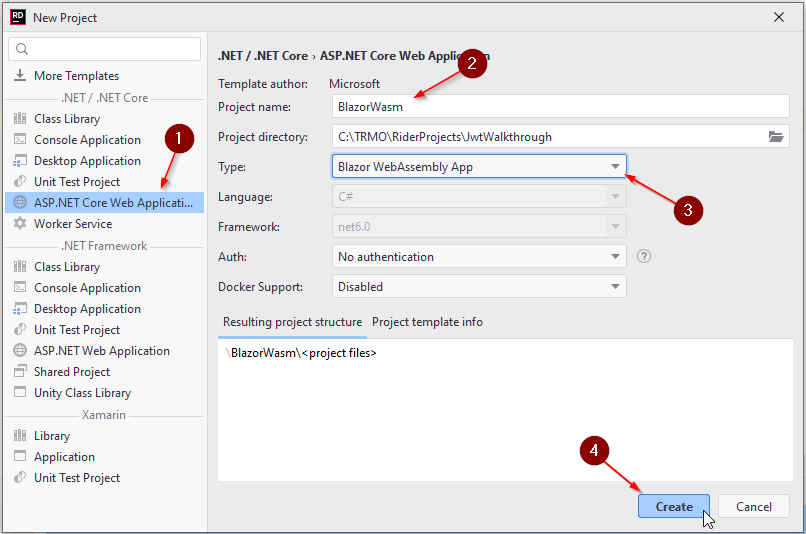 RD New Project
More Templates
.NET / .NET Core
Class Library
Console Application
Desktop Application
Unit Test Project
ASP.NET Core Web Applicati...
Worker Service
.NET Framework
Class Library
Console Application
Desktop Application
Unit Test Project
ASP.NET Web Application
Shared Project
Unity Class Library
Xamarin
Library
Application
Unit Test Project
1
.NET / .NET Core › ASP.NET Core Web Application
2
Template author: Microsoft
Project name: BlazorWasm
Project directory: C:\TRMO\RiderProjects\JwtWalkthrough
Type: Blazor WebAssembly App
3
Language: C#
Framework: net6.0
Auth: No authentication ?
Docker Support: Disabled
Resulting project structure Project template info
\BlazorWasm\<project files>
4
Create Cancel